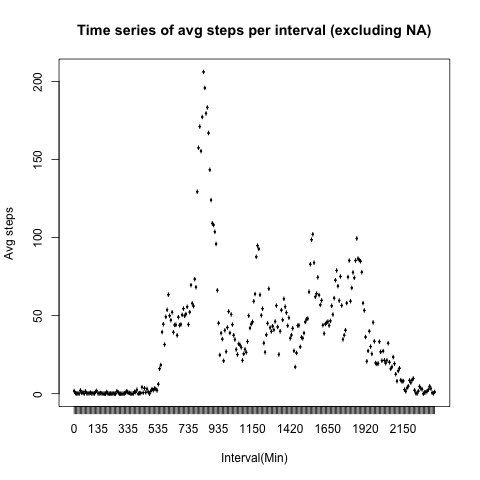 Time series of avg steps per interval (excluding NA)
200
150
100
50
0
Avg steps
0 135 335 535 735 935 1150 1420 1650 1920 2150
Interval(Min)